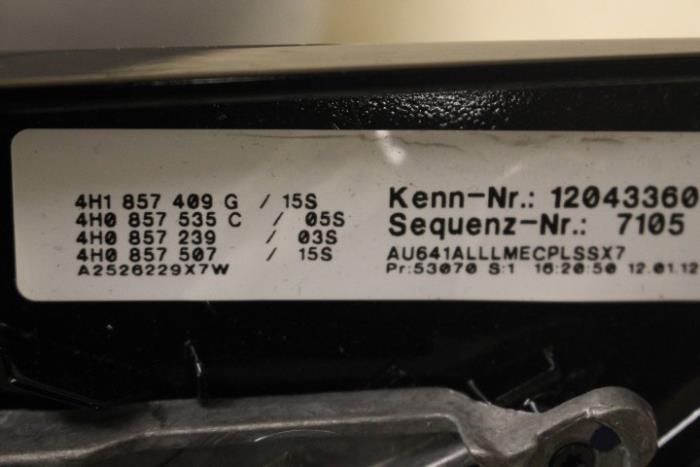 4H1 857 409 G / 15S
4H0 857 535 C / 05S
4H0 857 239 / 03S
4H0 857 507 / 15S
A2526229X7W
Kenn-Nr.: 12043360
Sequenz-Nr.: 7105
AU641ALLLMECPLSSX7
Pr:53070 S:1 16:20:50 12.01.12